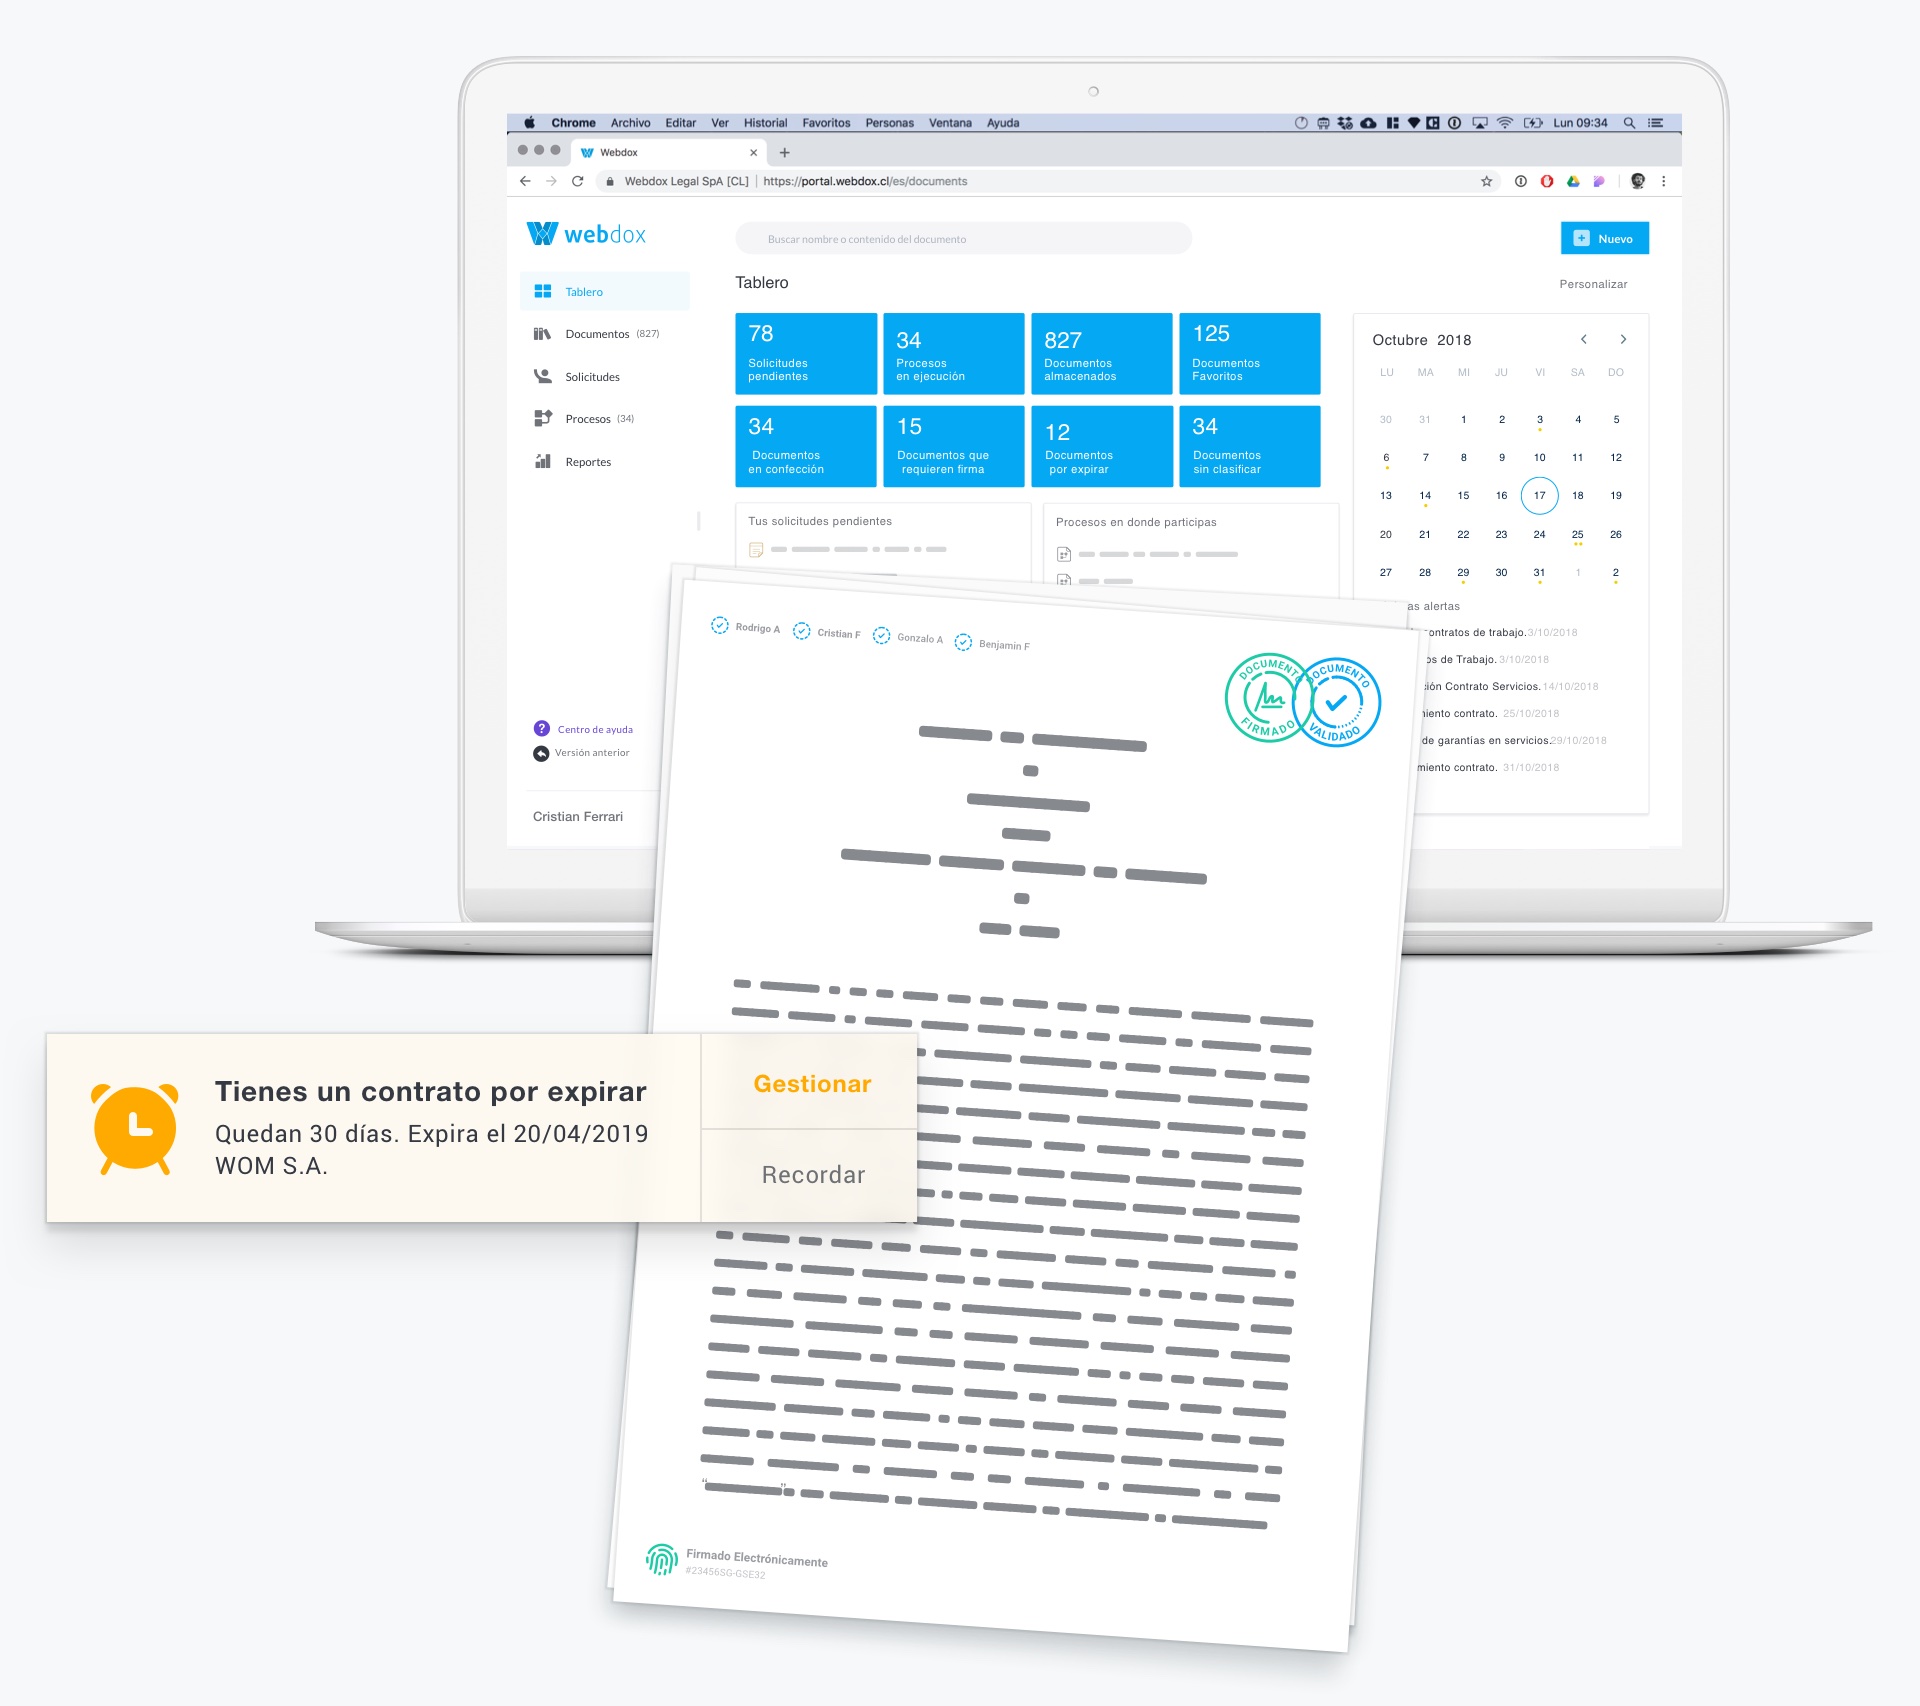 Chrome Archivo Editar Ver Historial Favoritos Personas Ventana Ayuda Lun 09:34
Webdox
Webdox Legal SpA [CL] https://portal.webdox.cl/es/documents
webdox
Buscar nombre o contenido del documento
Nuevo
Tablero
Documentos (827)
Solicitudes
Procesos (34)
Reportes
Centro de ayuda
Versión anterior
Cristian Ferrari
Tablero
Personalizar
78
Solicitudes
pendientes
34
Procesos
en ejecución
827
Documentos
almacenados
125
Documentos
Favoritos
34
Documentos
en confección
15
Documentos que
requieren firma
12
Documentos
por expirar
34
Documentos
sin clasificar
Tus solicitudes pendientes
Procesos en donde participas
Octubre 2018
LU MA MI JU VI SA DO
30 31 1 2 3 4 5
6 7 8 9 10 11 12
13 14 15 16 17 18 19
20 21 22 23 24 25 26
27 28 29 30 31 1 2
as alertas
ontratos de trabajo. 3/10/2018
os de Trabajo. 3/10/2018
ión Contrato Servicios. 14/10/2018
niento contrato. 25/10/2018
de garantías en servicios. 29/10/2018
miento contrato. 31/10/2018
Rodrigo A Cristian F Gonzalo A Benjamin F
DOCUMENTO
FIRMADO
DOCUMENTO
VALIDADO
Tienes un contrato por expirar
Quedan 30 días. Expira el 20/04/2019
WOM S.A.
Gestionar
Recordar
Firmado Electrónicamente
#23456SG-GSE32